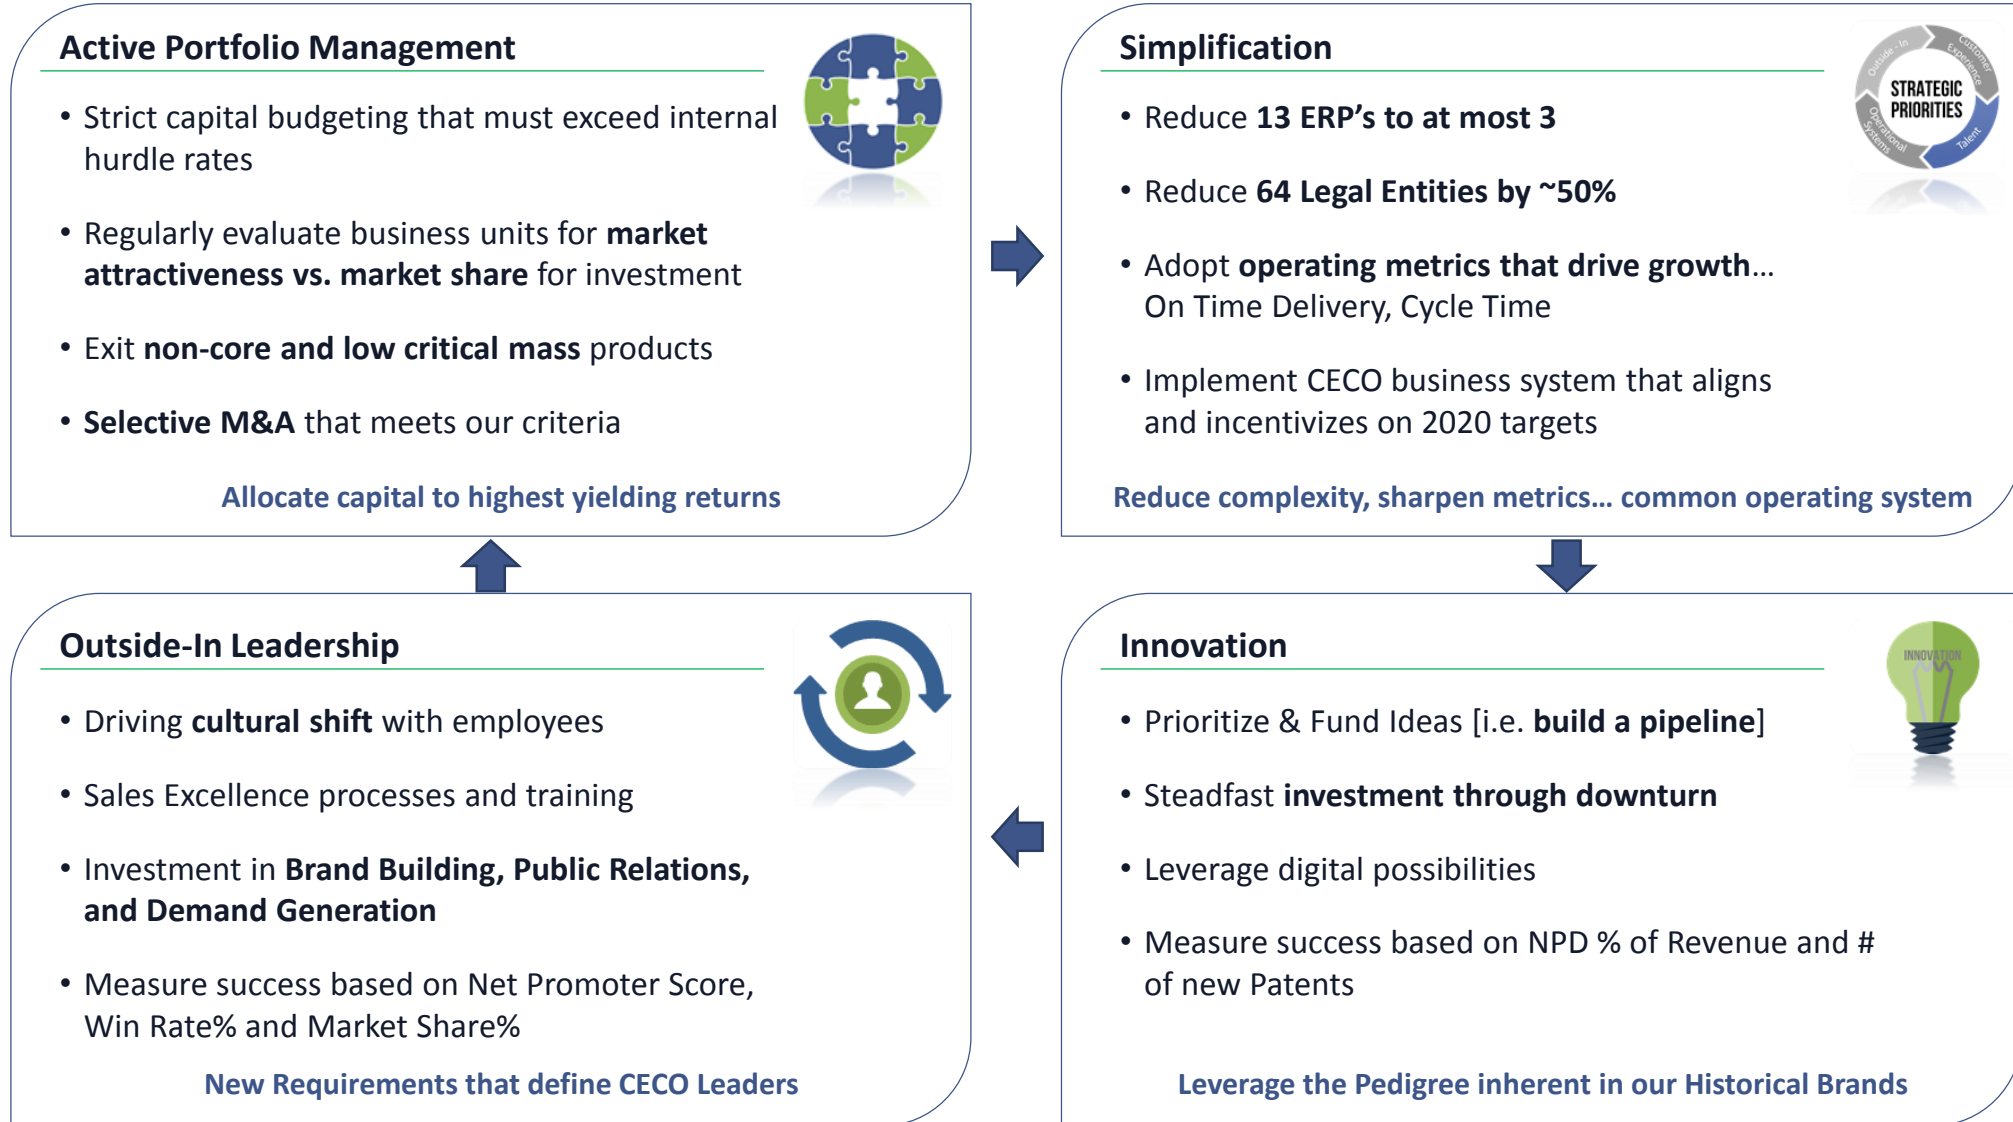 Active Portfolio Management
• Strict capital budgeting that must exceed internal
hurdle rates
• Regularly evaluate business units for market
attractiveness vs. market share for investment
• Exit non-core and low critical mass products
• Selective M&A that meets our criteria
Allocate capital to highest yielding returns
Simplification
Outside - In
Customer
Experience
STRATEGIC
PRIORITIES
Operational
Systems
Talent
• Reduce 13 ERP’s to at most 3
• Reduce 64 Legal Entities by ~50%
• Adopt operating metrics that drive growth…
On Time Delivery, Cycle Time
• Implement CECO business system that aligns
and incentivizes on 2020 targets
Reduce complexity, sharpen metrics… common operating system
Outside-In Leadership
• Driving cultural shift with employees
• Sales Excellence processes and training
• Investment in Brand Building, Public Relations,
and Demand Generation
• Measure success based on Net Promoter Score,
Win Rate% and Market Share%
New Requirements that define CECO Leaders
Innovation
INNOVATION
• Prioritize & Fund Ideas [i.e. build a pipeline]
• Steadfast investment through downturn
• Leverage digital possibilities
• Measure success based on NPD % of Revenue and #
of new Patents
Leverage the Pedigree inherent in our Historical Brands